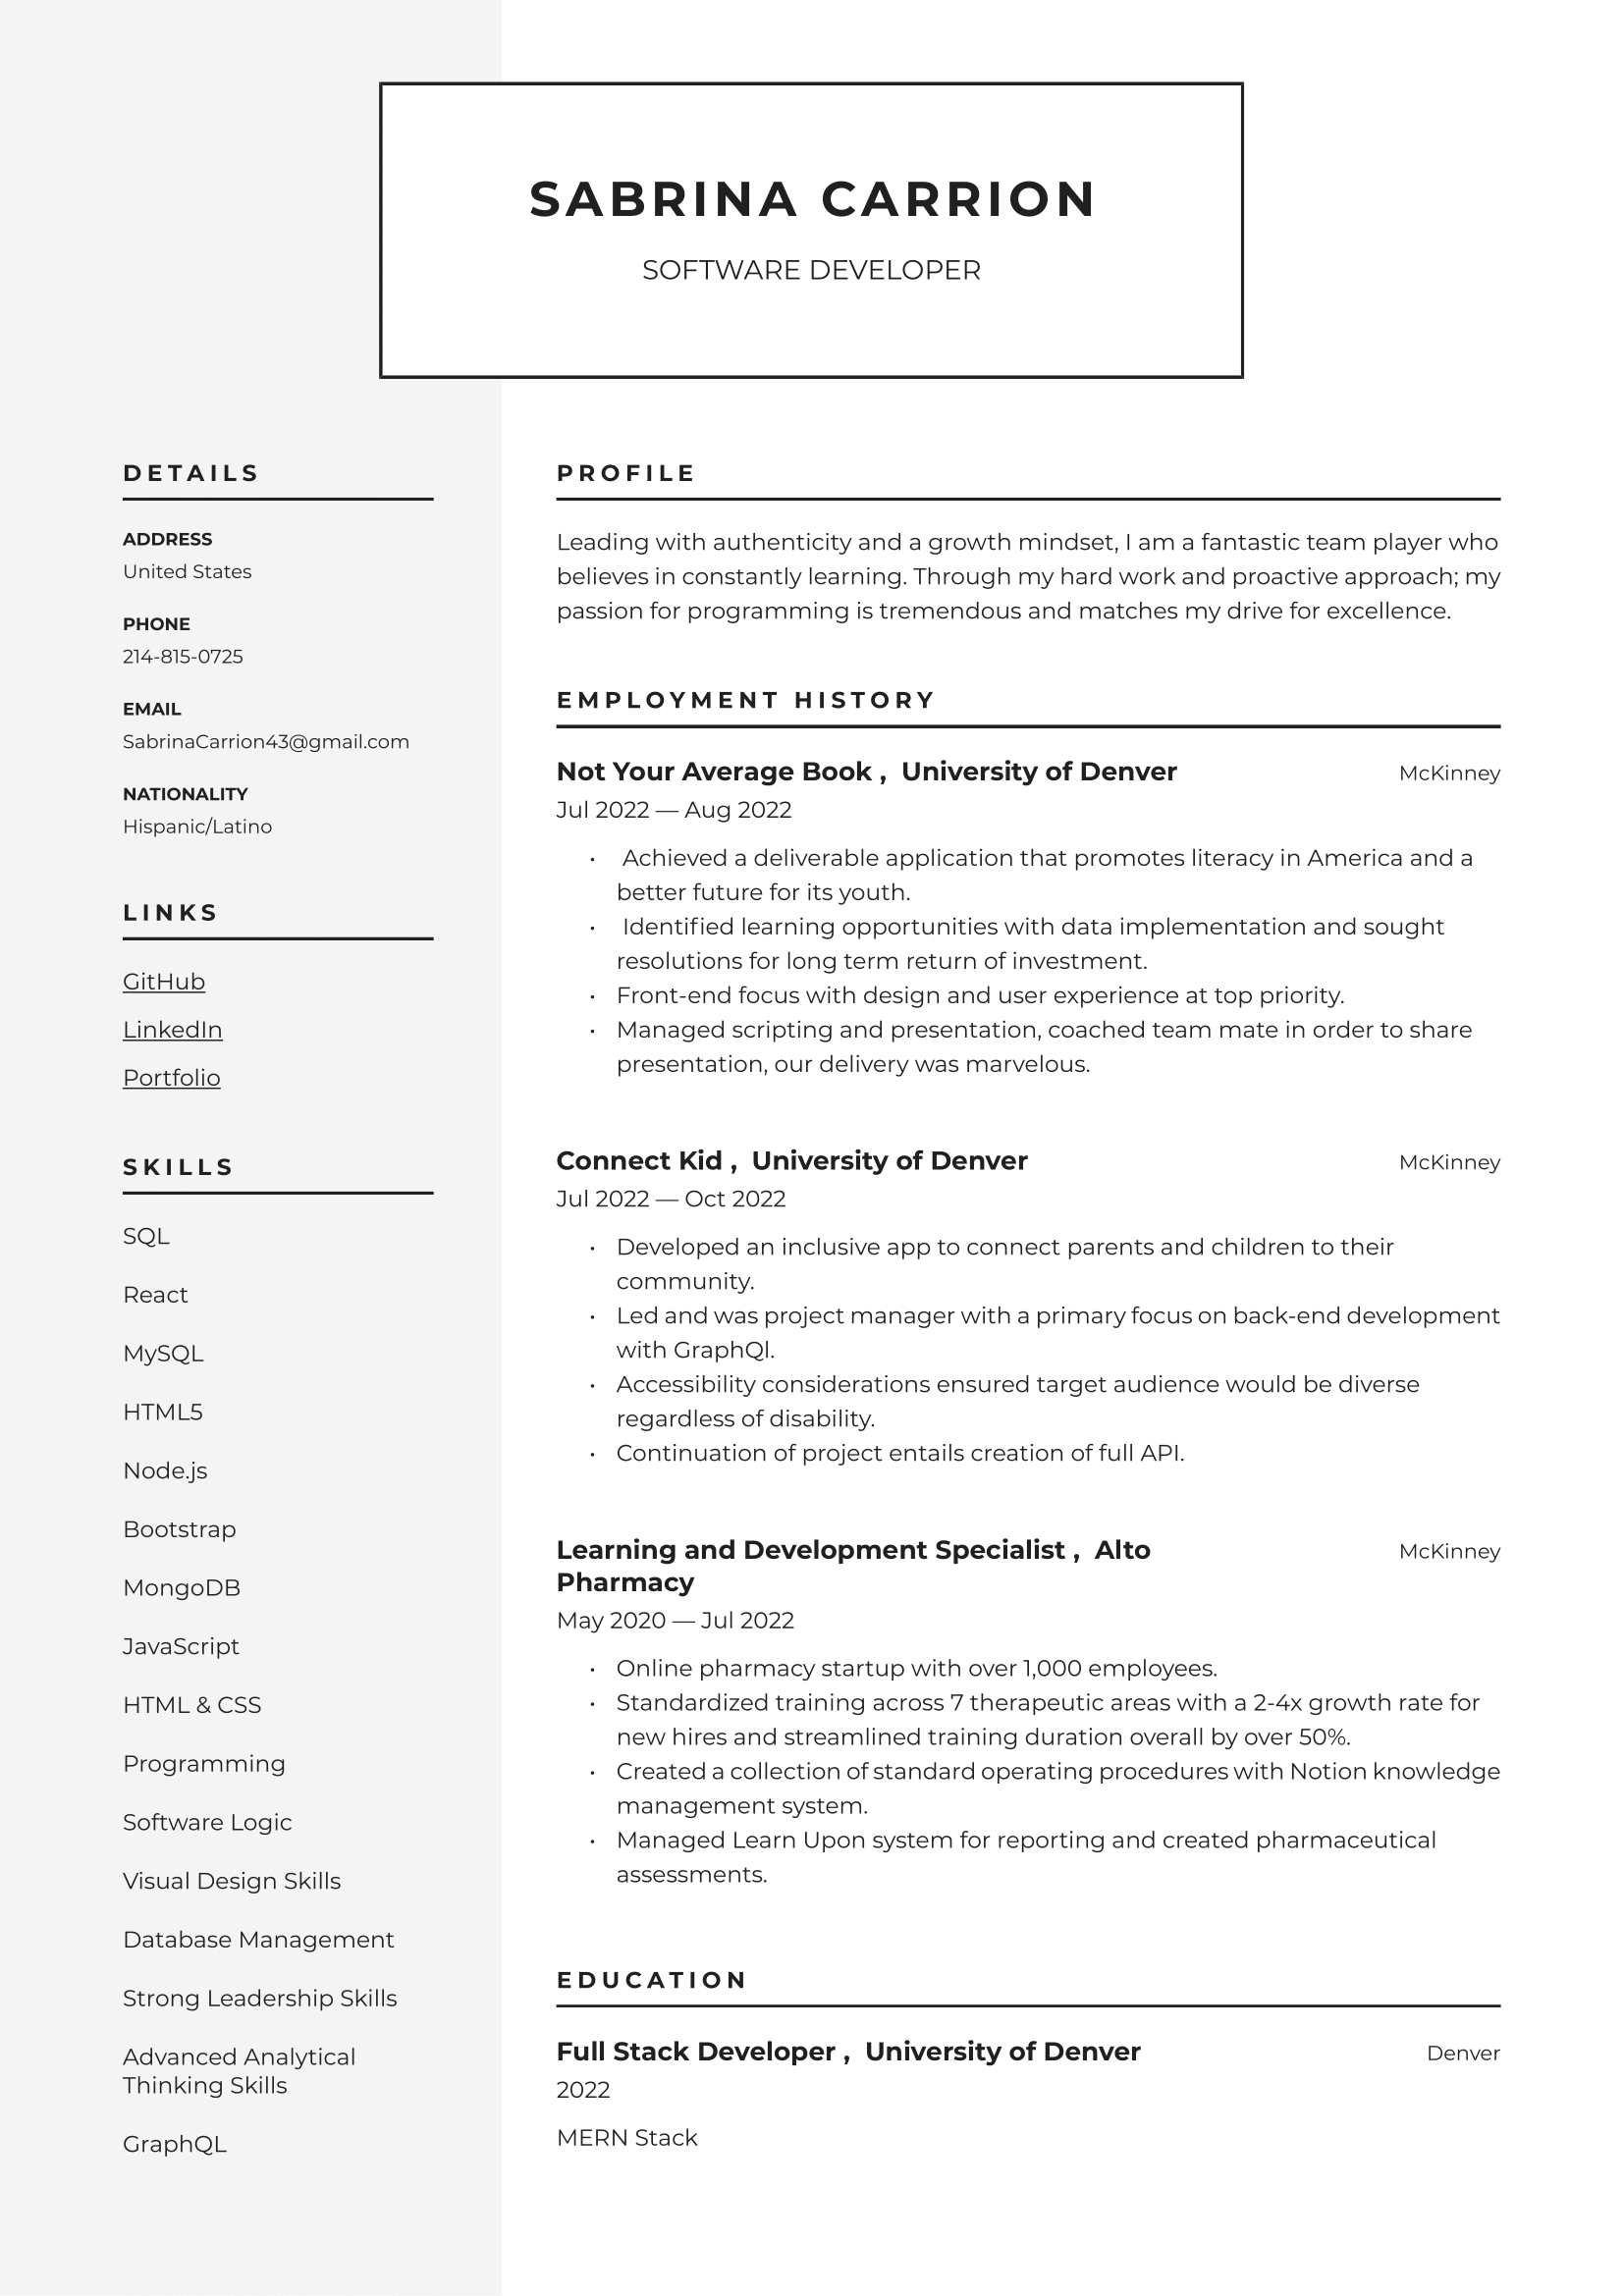 SABRINA CARRION
SOFTWARE DEVELOPER
DETAILS
ADDRESS
United States
PHONE
214-815-0725
EMAIL
SabrinaCarrion43@gmail.com
NATIONALITY
Hispanic/Latino
LINKS
GitHub
LinkedIn
Portfolio
SKILLS
SQL
React
MySQL
HTML5
Node.js
Bootstrap
MongoDB
JavaScript
HTML & CSS
Programming
Software Logic
Visual Design Skills
Database Management
Strong Leadership Skills
Advanced Analytical
Thinking Skills
GraphQL
PROFILE
Leading with authenticity and a growth mindset, I am a fantastic team player who
believes in constantly learning. Through my hard work and proactive approach; my
passion for programming is tremendous and matches my drive for excellence.
EMPLOYMENT HISTORY
Not Your Average Book , University of Denver McKinney
Jul 2022 — Aug 2022
• Achieved a deliverable application that promotes literacy in America and a
better future for its youth.
• Identified learning opportunities with data implementation and sought
resolutions for long term return of investment.
• Front-end focus with design and user experience at top priority.
• Managed scripting and presentation, coached team mate in order to share
presentation, our delivery was marvelous.
Connect Kid , University of Denver McKinney
Jul 2022 — Oct 2022
• Developed an inclusive app to connect parents and children to their
community.
• Led and was project manager with a primary focus on back-end development
with GraphQl.
• Accessibility considerations ensured target audience would be diverse
regardless of disability.
• Continuation of project entails creation of full API.
Learning and Development Specialist , Alto McKinney
Pharmacy
May 2020 — Jul 2022
• Online pharmacy startup with over 1,000 employees.
• Standardized training across 7 therapeutic areas with a 2-4x growth rate for
new hires and streamlined training duration overall by over 50%.
• Created a collection of standard operating procedures with Notion knowledge
management system.
• Managed Learn Upon system for reporting and created pharmaceutical
assessments.
EDUCATION
Full Stack Developer , University of Denver Denver
2022
MERN Stack